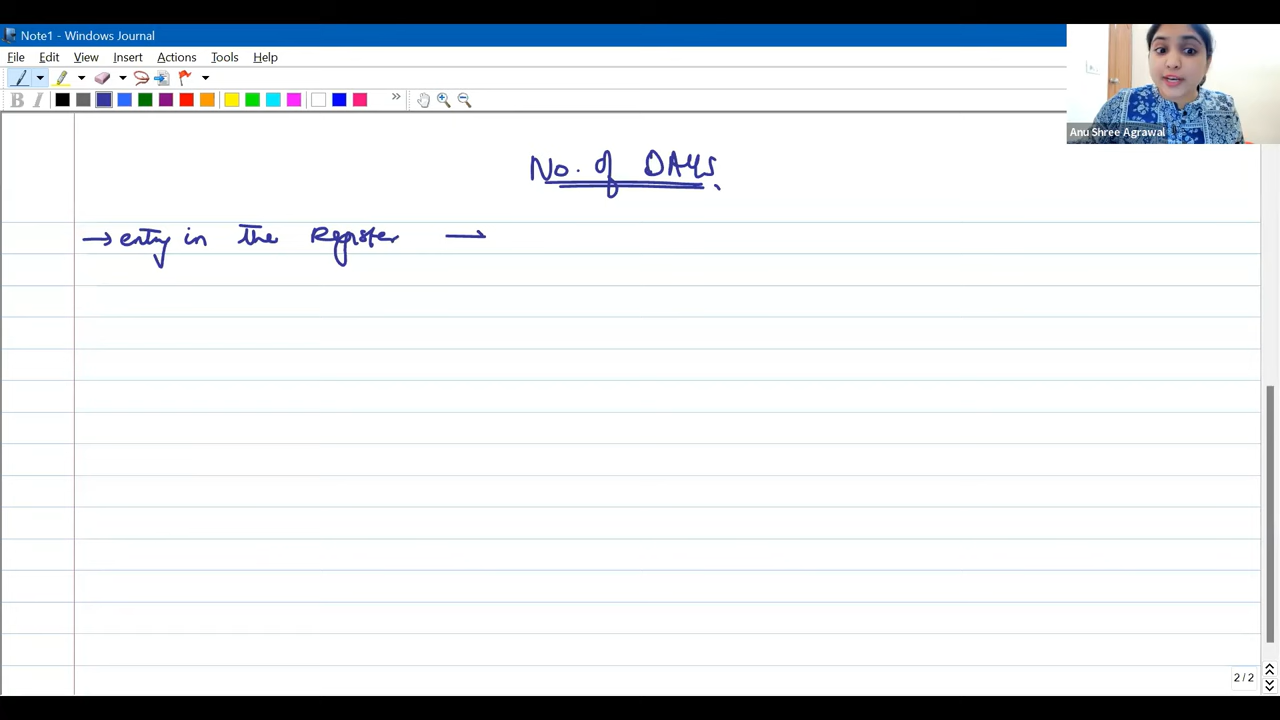 Note1 - Windows Journal
File Edit View Insert Actions Tools Help
B I »
Anu Shree Agrawal
No. of DAYS.
→ entry in the Register →
2 / 2